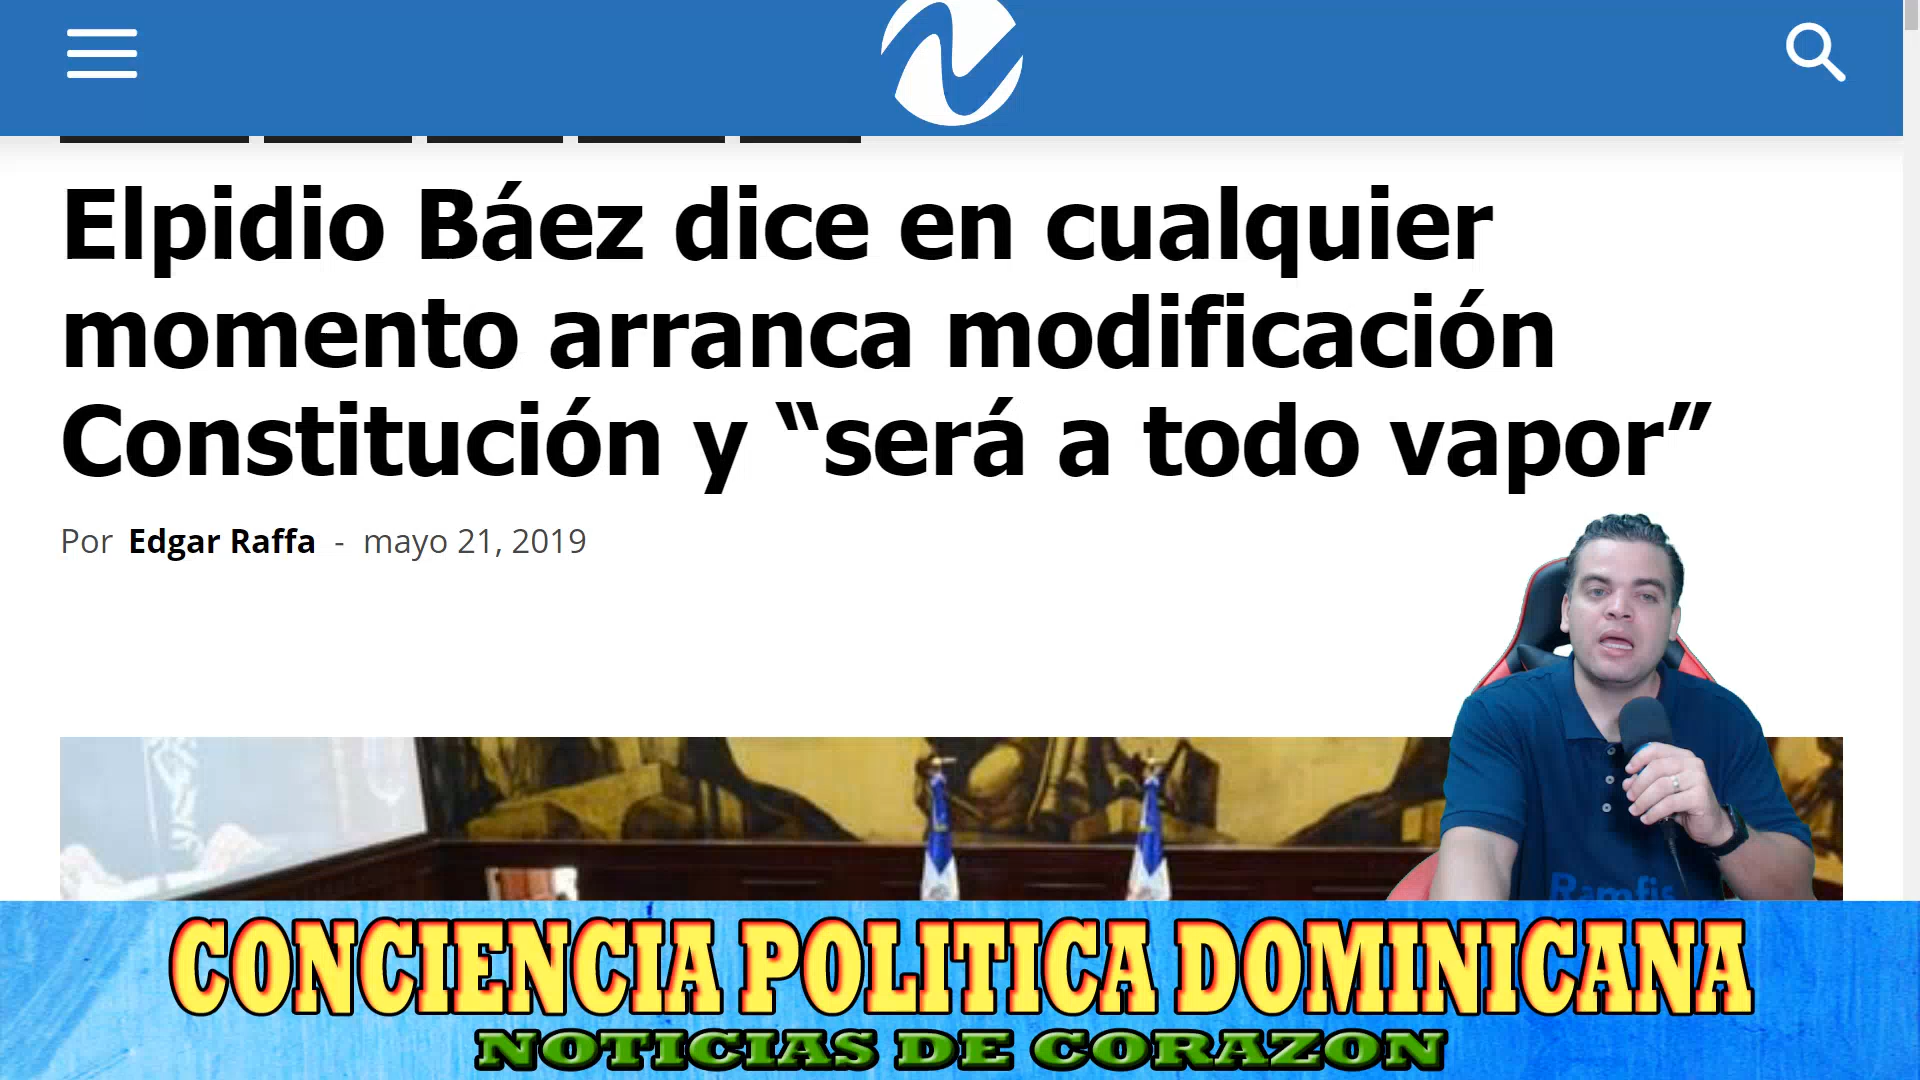 Elpidio Báez dice en cualquier
momento arranca modificación
Constitución y “será a todo vapor”
Por Edgar Raffa - mayo 21, 2019
Ramfis
CONCIENCIA POLITICA DOMINICANA
NOTICIAS DE CORAZON